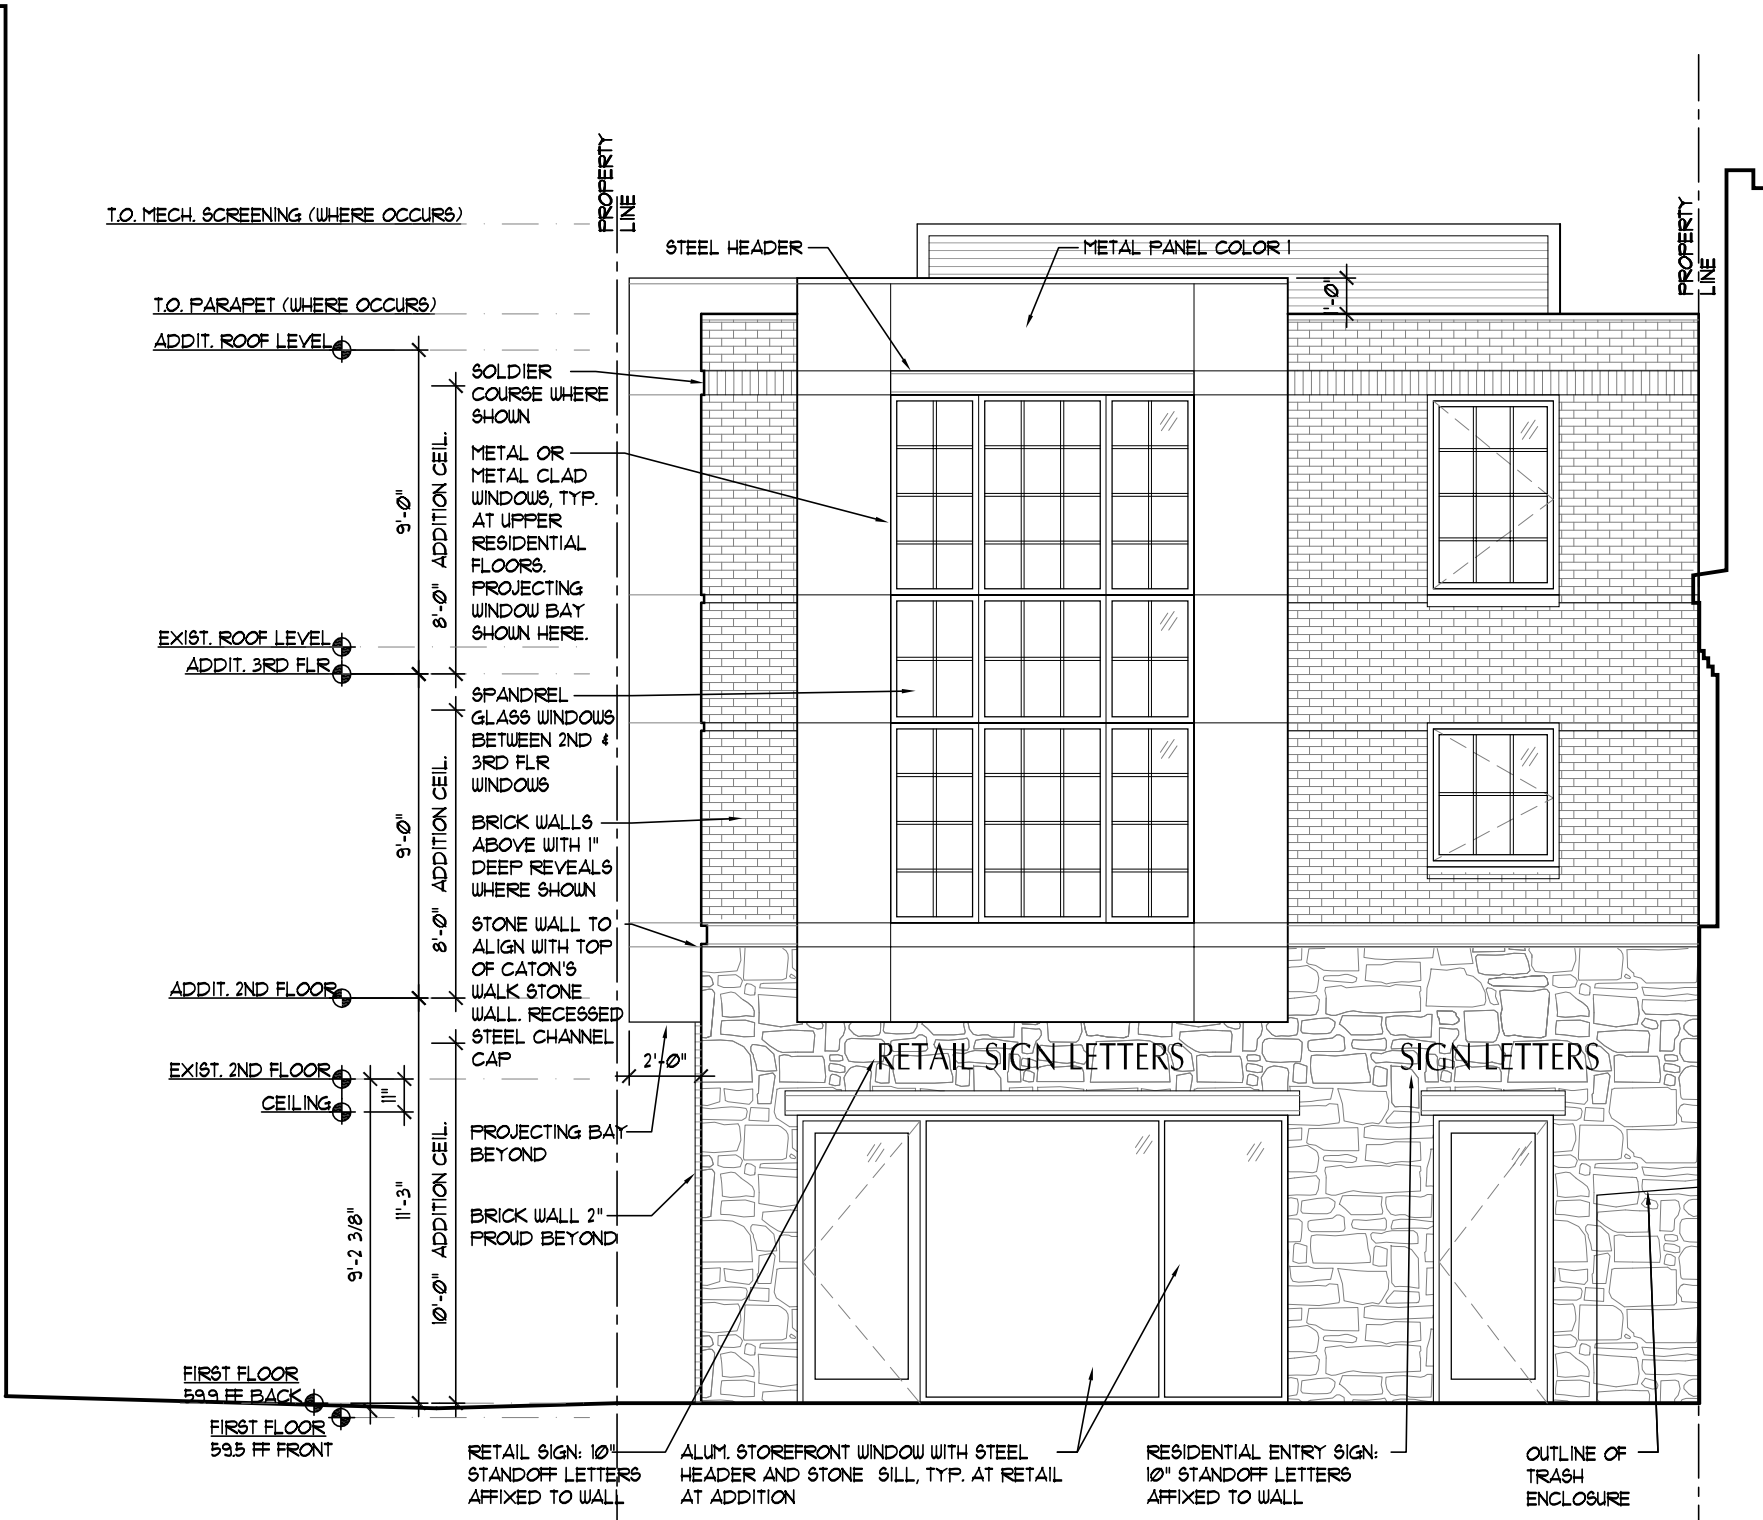 PROPERTY
LINE
PROPERTY
LINE
T.O. MECH. SCREENING (WHERE OCCURS)
STEEL HEADER
METAL PANEL COLOR 1
1'-0"
T.O. PARAPET (WHERE OCCURS)
ADDIT. ROOF LEVEL
SOLDIER
COURSE WHERE
SHOWN
METAL OR
METAL CLAD
WINDOWS, TYP.
AT UPPER
RESIDENTIAL
FLOORS.
PROJECTING
WINDOW BAY
SHOWN HERE.
9'-0"
8'-0" ADDITION CEIL.
EXIST. ROOF LEVEL
ADDIT. 3RD FLR
SPANDREL
GLASS WINDOWS
BETWEEN 2ND &
3RD FLR
WINDOWS
9'-0"
8'-0" ADDITION CEIL.
BRICK WALLS
ABOVE WITH 1"
DEEP REVEALS
WHERE SHOWN
STONE WALL TO
ALIGN WITH TOP
OF CATON'S
WALK STONE
WALL. RECESSED
STEEL CHANNEL
CAP
ADDIT. 2ND FLOOR
EXIST. 2ND FLOOR
CEILING
11"
2'-0"
RETAIL SIGN LETTERS
SIGN LETTERS
PROJECTING BAY
BEYOND
BRICK WALL 2"
PROUD BEYOND
9'-2 3/8"
11'-3"
10'-0" ADDITION CEIL.
FIRST FLOOR
59.9 FF BACK
FIRST FLOOR
59.5 FF FRONT
RETAIL SIGN: 10"
STANDOFF LETTERS
AFFIXED TO WALL
ALUM. STOREFRONT WINDOW WITH STEEL
HEADER AND STONE SILL, TYP. AT RETAIL
AT ADDITION
RESIDENTIAL ENTRY SIGN:
10" STANDOFF LETTERS
AFFIXED TO WALL
OUTLINE OF
TRASH
ENCLOSURE